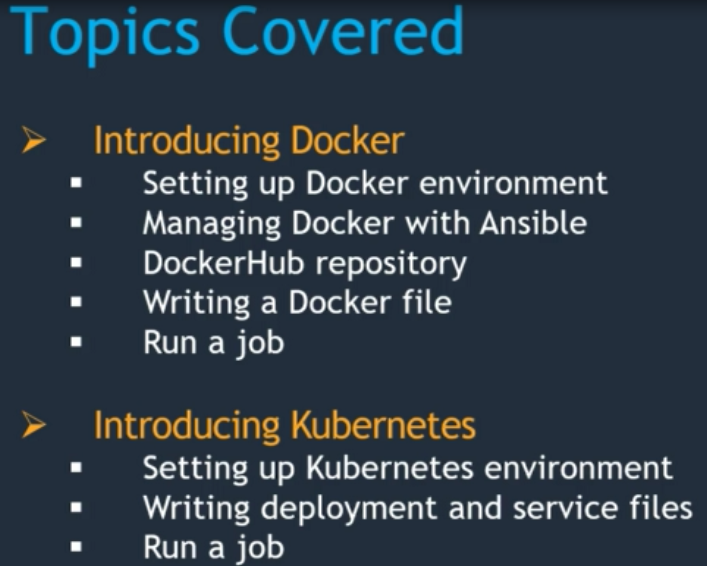 Topics Covered
Introducing Docker
Setting up Docker environment
Managing Docker with Ansible
DockerHub repository
Writing a Docker file
Run a job
Introducing Kubernetes
Setting up Kubernetes environment
Writing deployment and service files
Run a job